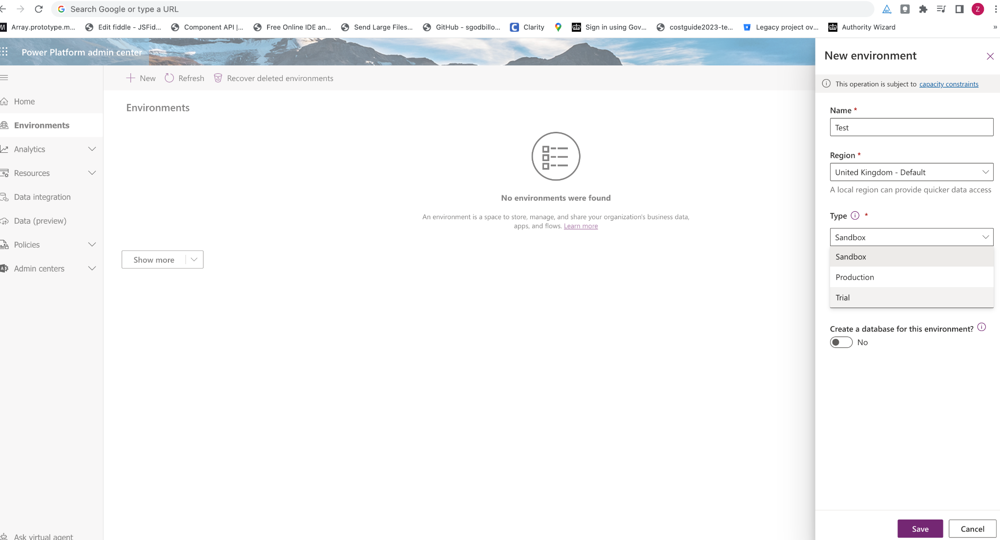 Search Google or type a URL
Z
Array.prototype.m...
Edit fiddle - JSFid...
Component API |...
Free Online IDE an...
Send Large Files...
GitHub - sgodbillo...
Clarity
Sign in using Gov...
costguide2023-te...
Legacy project ov...
Authority Wizard
»
Power Platform admin center
Home
Environments
Analytics
Resources
Data integration
Data (preview)
Policies
Admin centers
Ask virtual agent
New
Refresh
Recover deleted environments
Environments
No environments were found
An environment is a space to store, manage, and share your organization's business data,
apps, and flows. Learn more
Show more
New environment
This operation is subject to capacity constraints
Name *
Test
Region *
United Kingdom - Default
A local region can provide quicker data access
Type *
Sandbox
Sandbox
Production
Trial
Create a database for this environment?
No
Save
Cancel